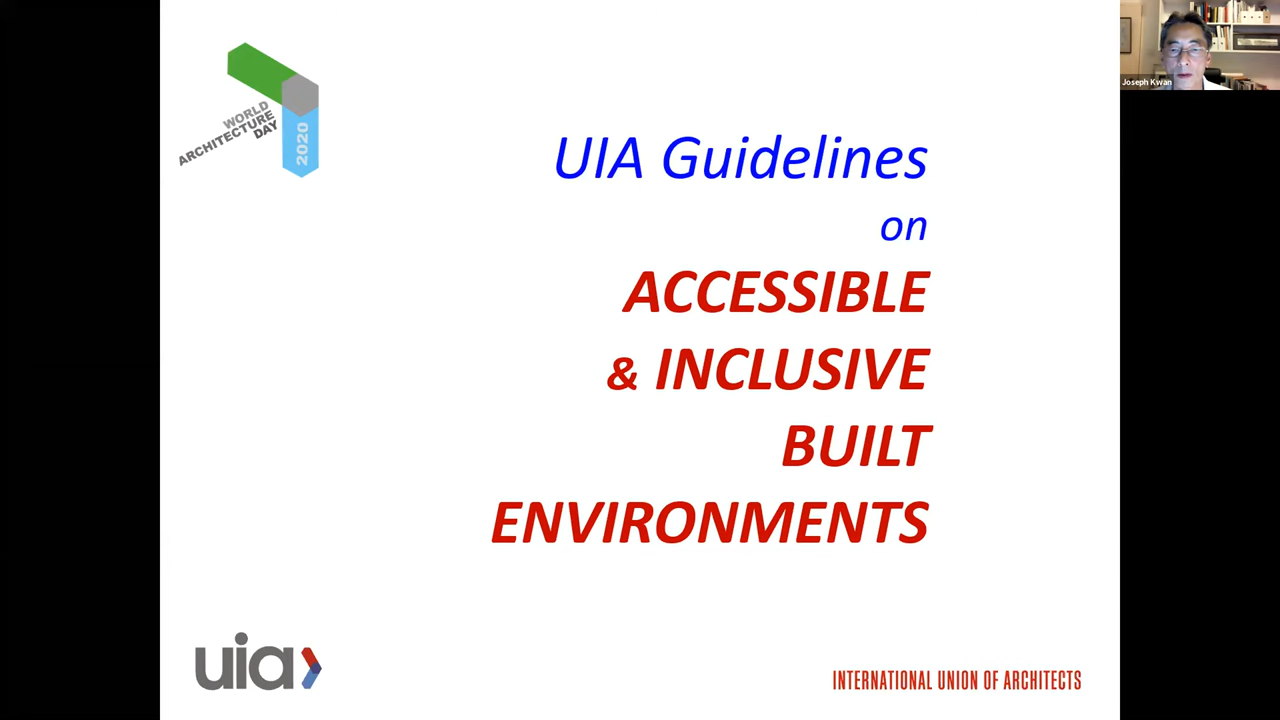 WORLD
ARCHITECTURE
DAY
2020
Joseph Kwan
UIA Guidelines
on
ACCESSIBLE
& INCLUSIVE
BUILT
ENVIRONMENTS
uia
INTERNATIONAL UNION OF ARCHITECTS